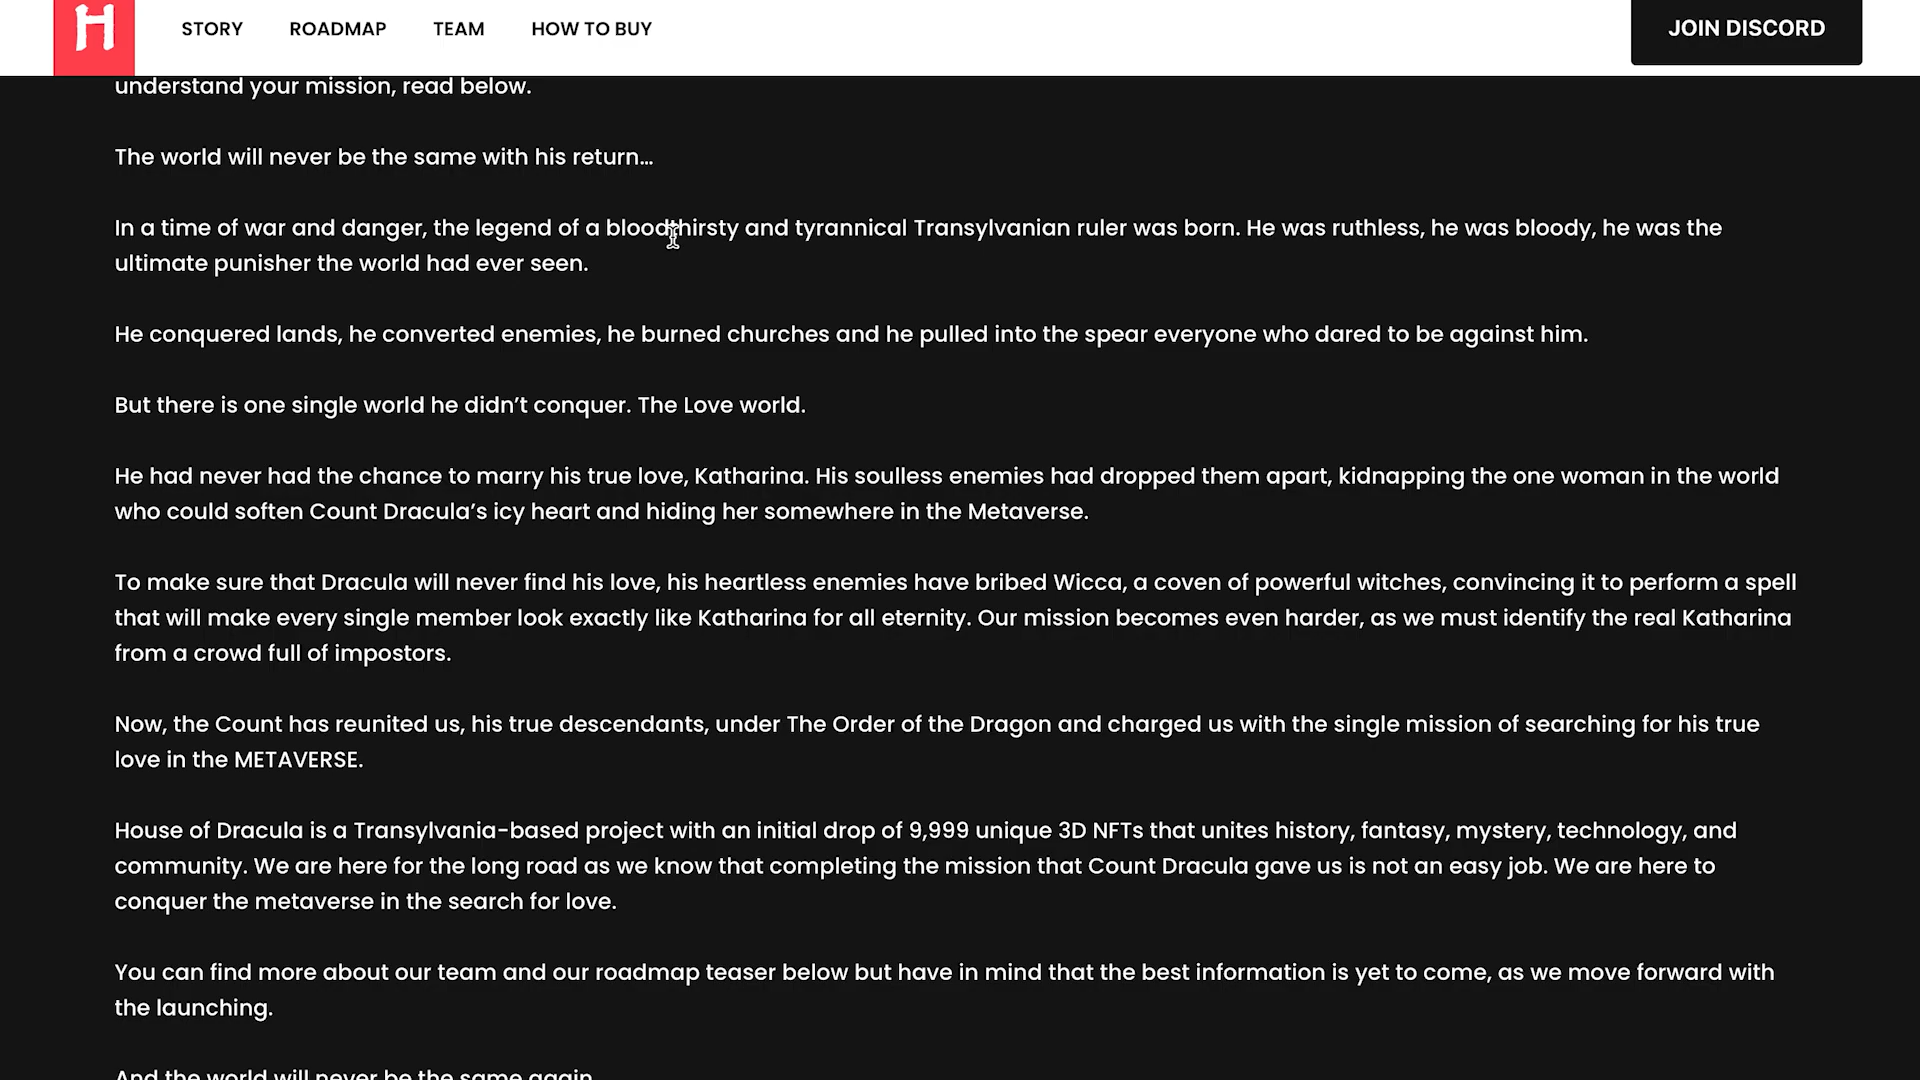 H
STORY ROADMAP TEAM HOW TO BUY JOIN DISCORD
understand your mission, read below.
The world will never be the same with his return...
In a time of war and danger, the legend of a bloodthirsty and tyrannical Transylvanian ruler was born. He was ruthless, he was bloody, he was the
ultimate punisher the world had ever seen.
He conquered lands, he converted enemies, he burned churches and he pulled into the spear everyone who dared to be against him.
But there is one single world he didn’t conquer. The Love world.
He had never had the chance to marry his true love, Katharina. His soulless enemies had dropped them apart, kidnapping the one woman in the world
who could soften Count Dracula’s icy heart and hiding her somewhere in the Metaverse.
To make sure that Dracula will never find his love, his heartless enemies have bribed Wicca, a coven of powerful witches, convincing it to perform a spell
that will make every single member look exactly like Katharina for all eternity. Our mission becomes even harder, as we must identify the real Katharina
from a crowd full of impostors.
Now, the Count has reunited us, his true descendants, under The Order of the Dragon and charged us with the single mission of searching for his true
love in the METAVERSE.
House of Dracula is a Transylvania-based project with an initial drop of 9,999 unique 3D NFTs that unites history, fantasy, mystery, technology, and
community. We are here for the long road as we know that completing the mission that Count Dracula gave us is not an easy job. We are here to
conquer the metaverse in the search for love.
You can find more about our team and our roadmap teaser below but have in mind that the best information is yet to come, as we move forward with
the launching.
And the world will never be the same again